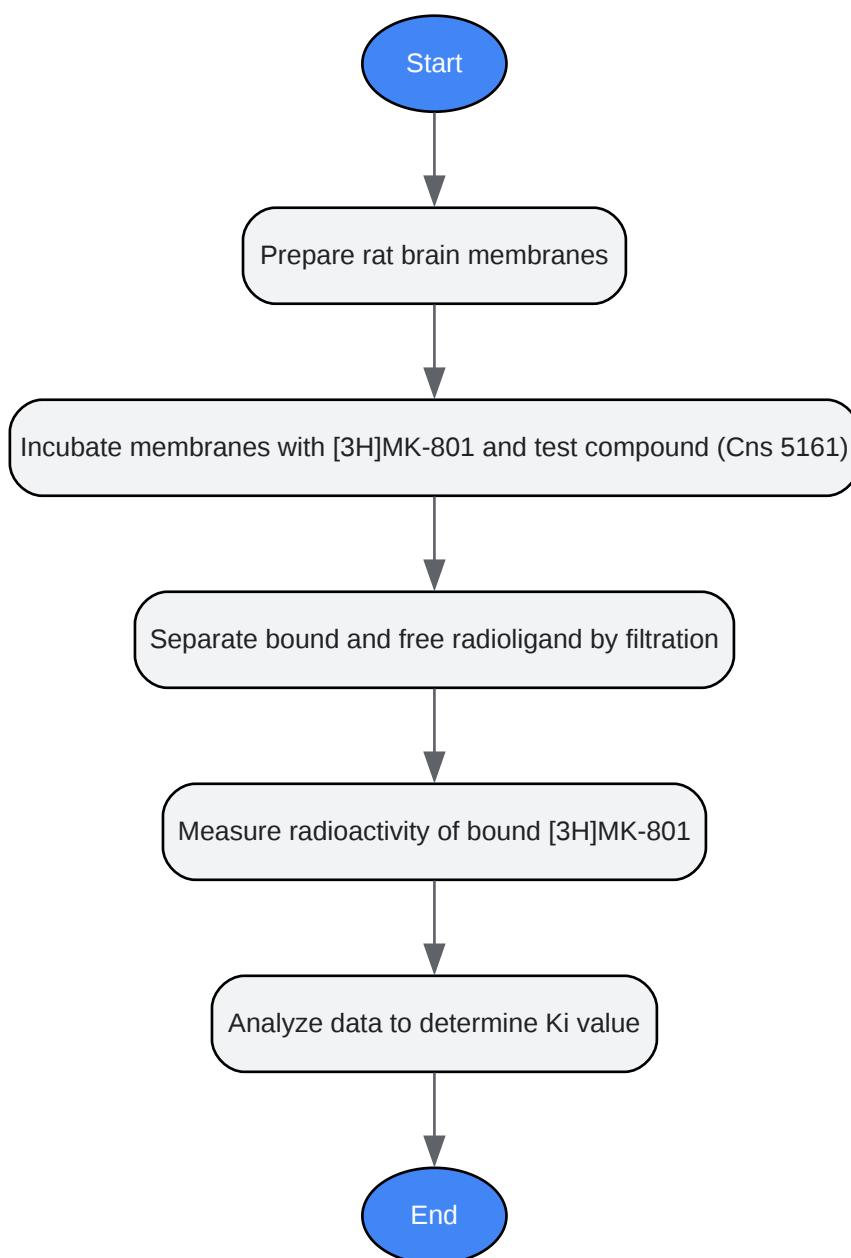 Start
Prepare rat brain membranes
Incubate membranes with [3H]MK-801 and test compound (Cns 5161)
Separate bound and free radioligand by filtration
Measure radioactivity of bound [3H]MK-801
Analyze data to determine Ki value
End